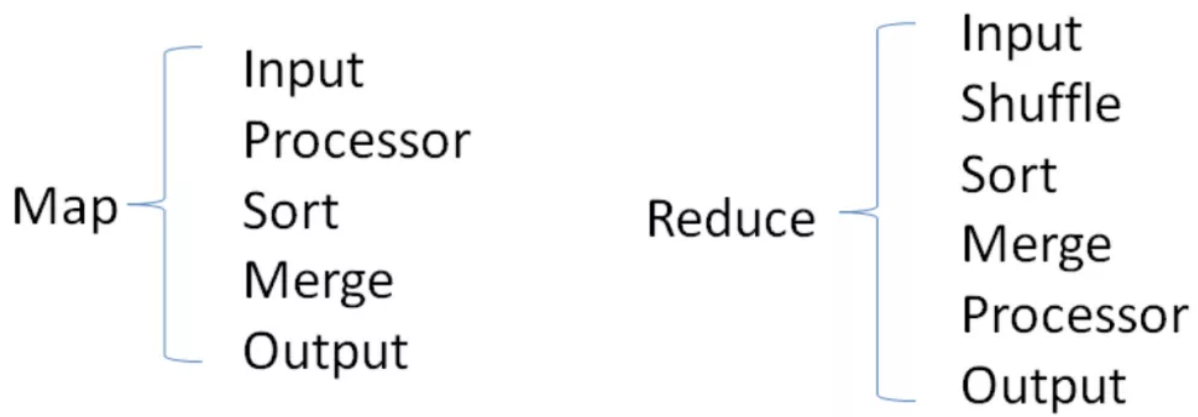 Map
Input
Processor
Sort
Merge
Output
Reduce
Input
Shuffle
Sort
Merge
Processor
Output